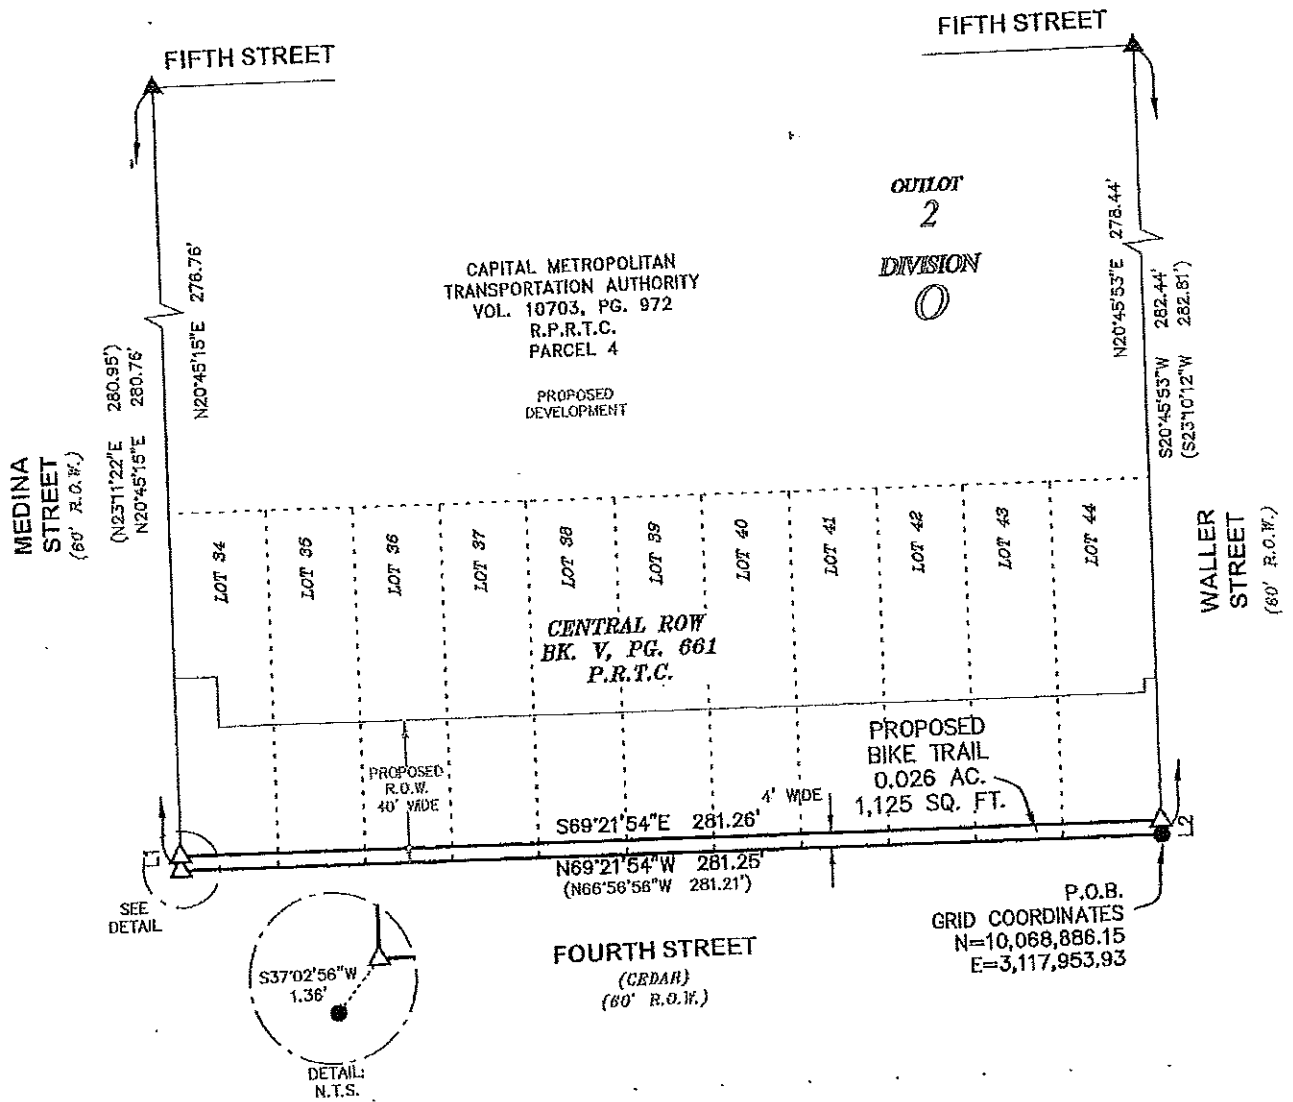 FIFTH STREET
FIFTH STREET
OUTLOT
2
DIVISION
O
CAPITAL METROPOLITAN
TRANSPORTATION AUTHORITY
VOL. 10703, PG. 972
R.P.R.T.C.
PARCEL 4
PROPOSED
DEVELOPMENT
MEDINA
STREET
(60' R.O.W.)
(N23°11'22"E 280.95')
N20°45'15"E 280.76'
N20°45'15"E 276.76'
N20°45'53"E 278.44'
S20°45'53"W 282.44'
(S23°10'12"W 282.81')
WALLER
STREET
(60' R.O.W.)
LOT 34
LOT 35
LOT 36
LOT 37
LOT 38
LOT 39
LOT 40
LOT 41
LOT 42
LOT 43
LOT 44
CENTRAL ROW
BK. V, PG. 661
P.R.T.C.
PROPOSED
R.O.W.
40' WIDE
PROPOSED
BIKE TRAIL
0.026 AC.
1,125 SQ. FT.
4' WIDE
S69°21'54"E 281.26'
N69°21'54"W 281.25'
(N66°56'56"W 281.21')
L1
L2
SEE
DETAIL
S37°02'56"W
1.36'
DETAIL:
N.T.S.
FOURTH STREET
(CEDAR)
(60' R.O.W.)
P.O.B.
GRID COORDINATES
N=10,068,886.15
E=3,117,953.93